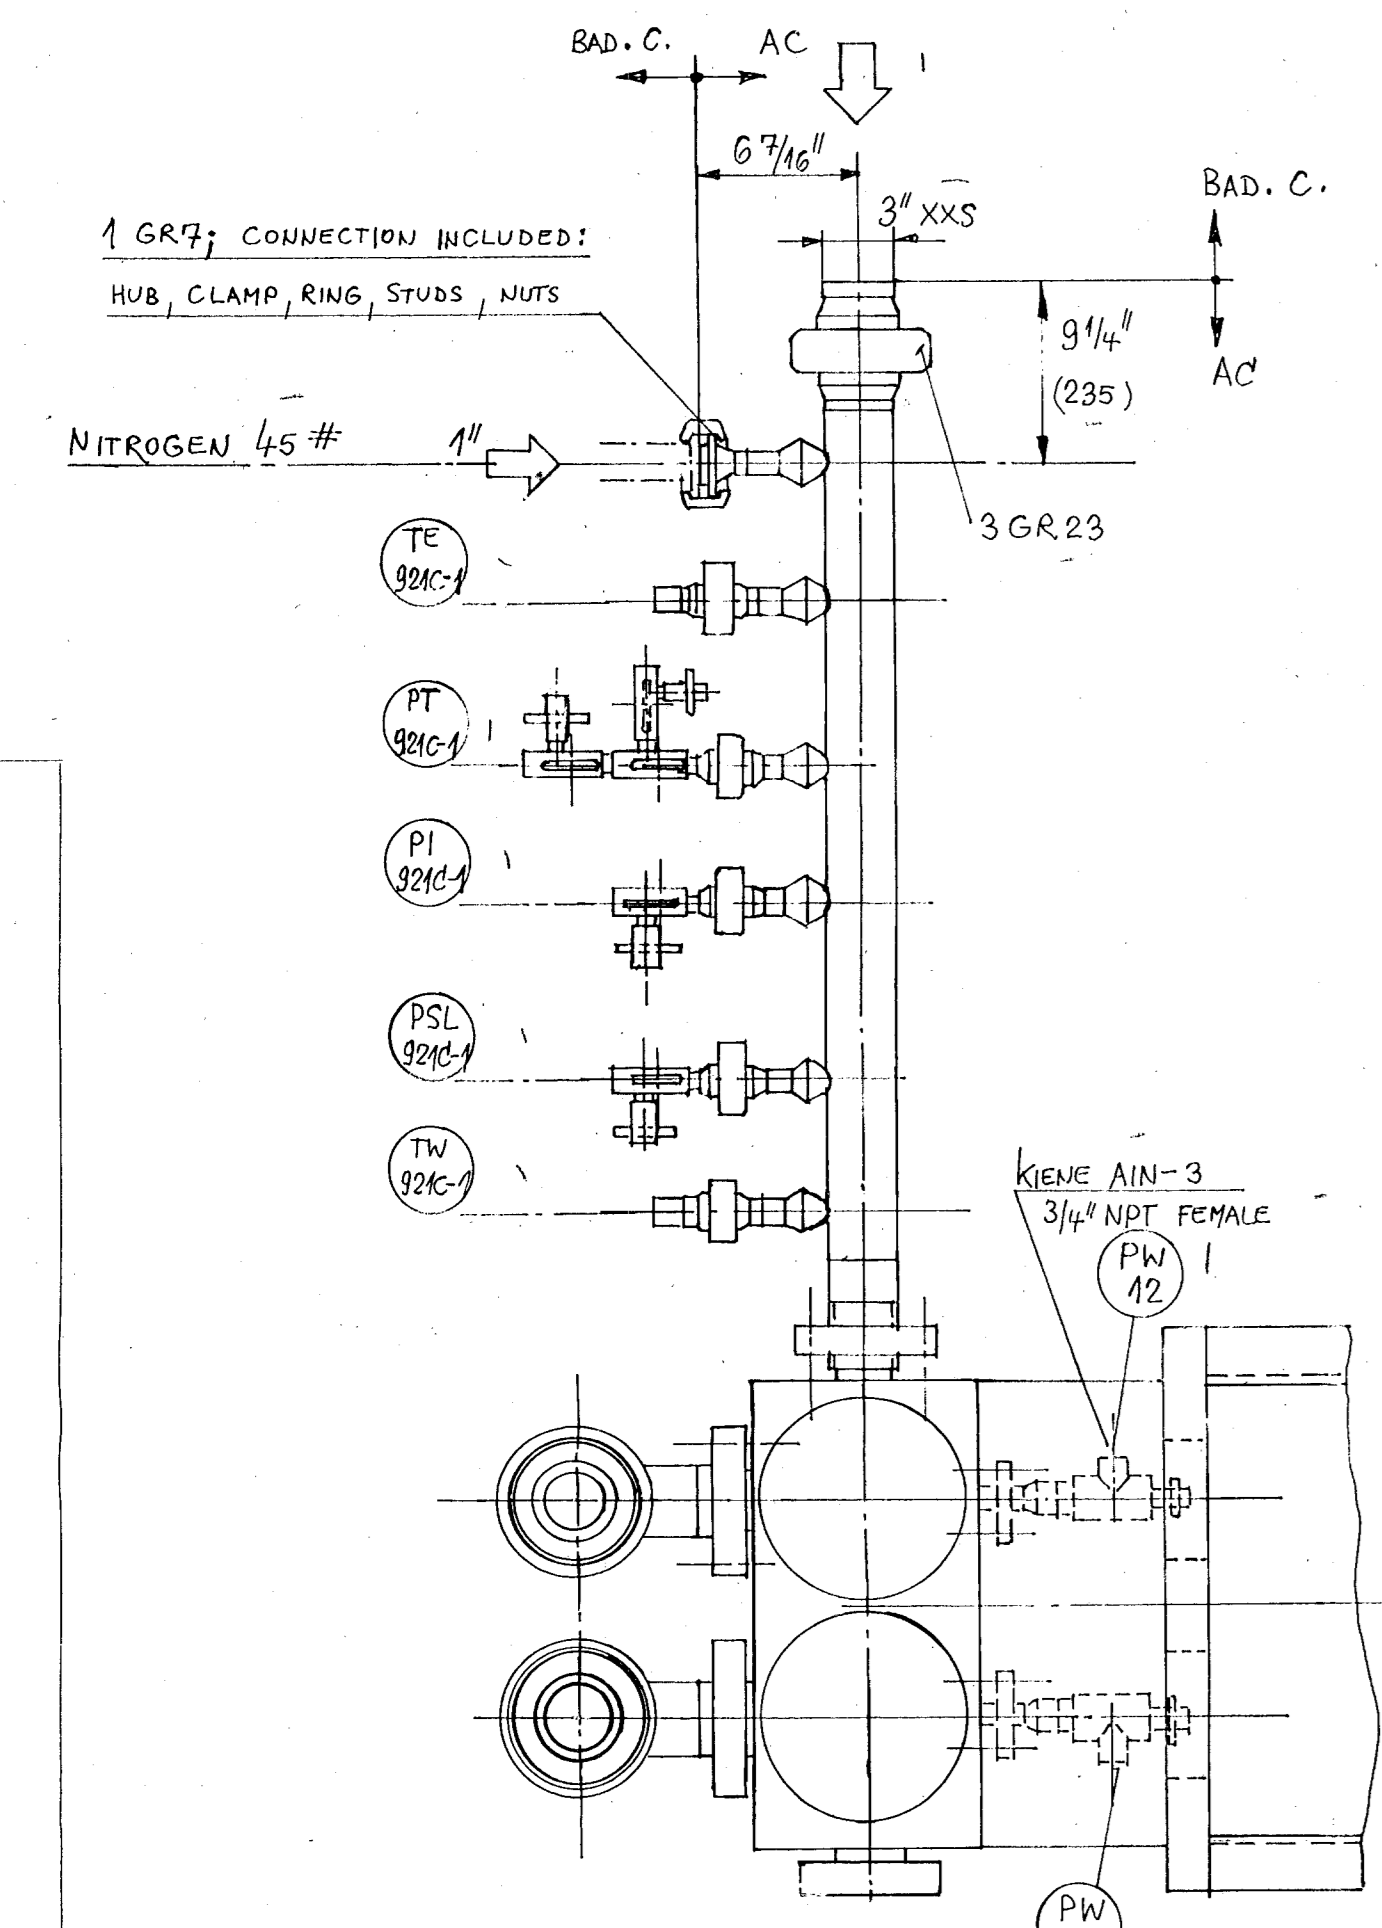 BAD. C.
AC
6 7/16"
3" XXS
BAD. C.
1 GR7; CONNECTION INCLUDED:
HUB, CLAMP, RING, STUDS, NUTS
9 1/4"
(235)
AC
NITROGEN 45 #
1"
3 GR 23
TE
921C-1
PT
921C-1
PI
921C-1
PSL
921C-1
TW
921C-1
KIENE AIN-3
3/4" NPT FEMALE
PW
12
PW